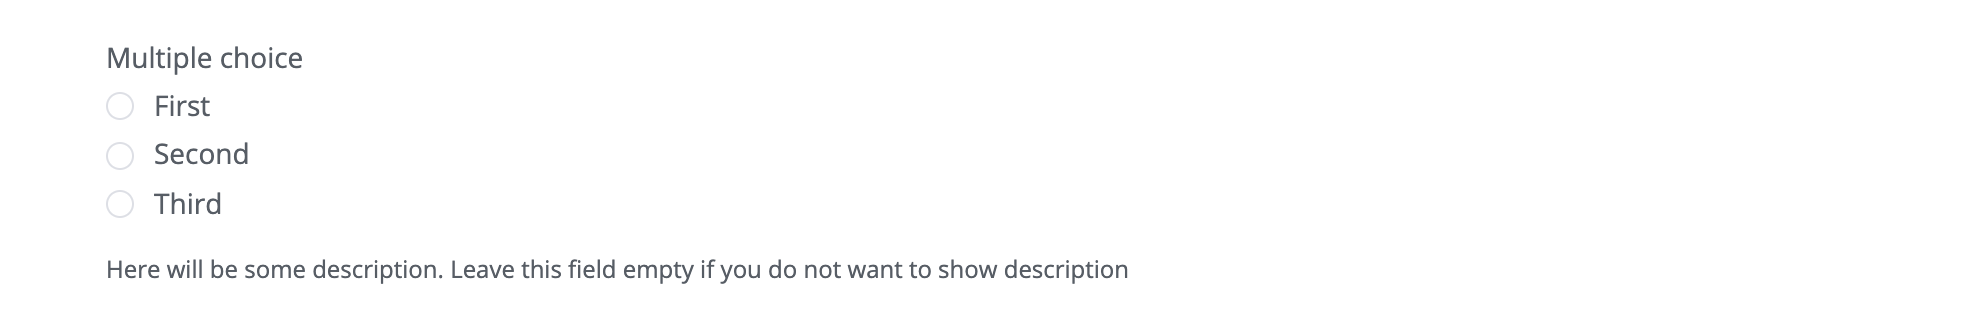 Multiple choice
First
Second
Third
Here will be some description. Leave this field empty if you do not want to show description